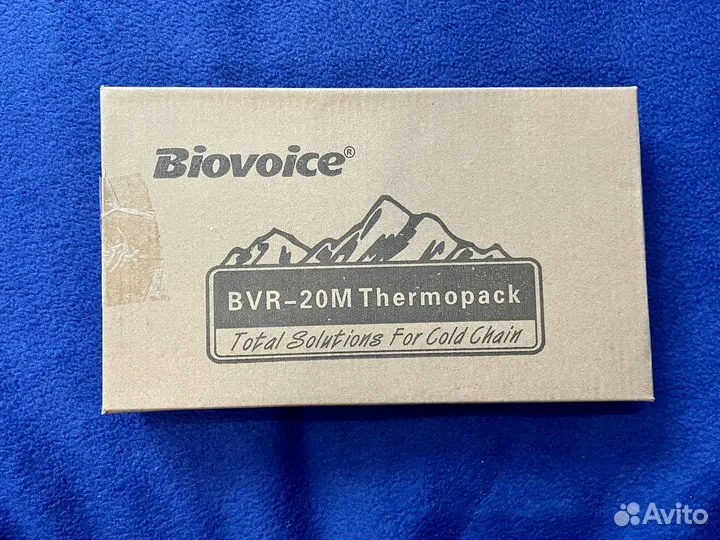 Biovoice®
BVR-20M Thermopack
Total Solutions For Cold Chain
Avito